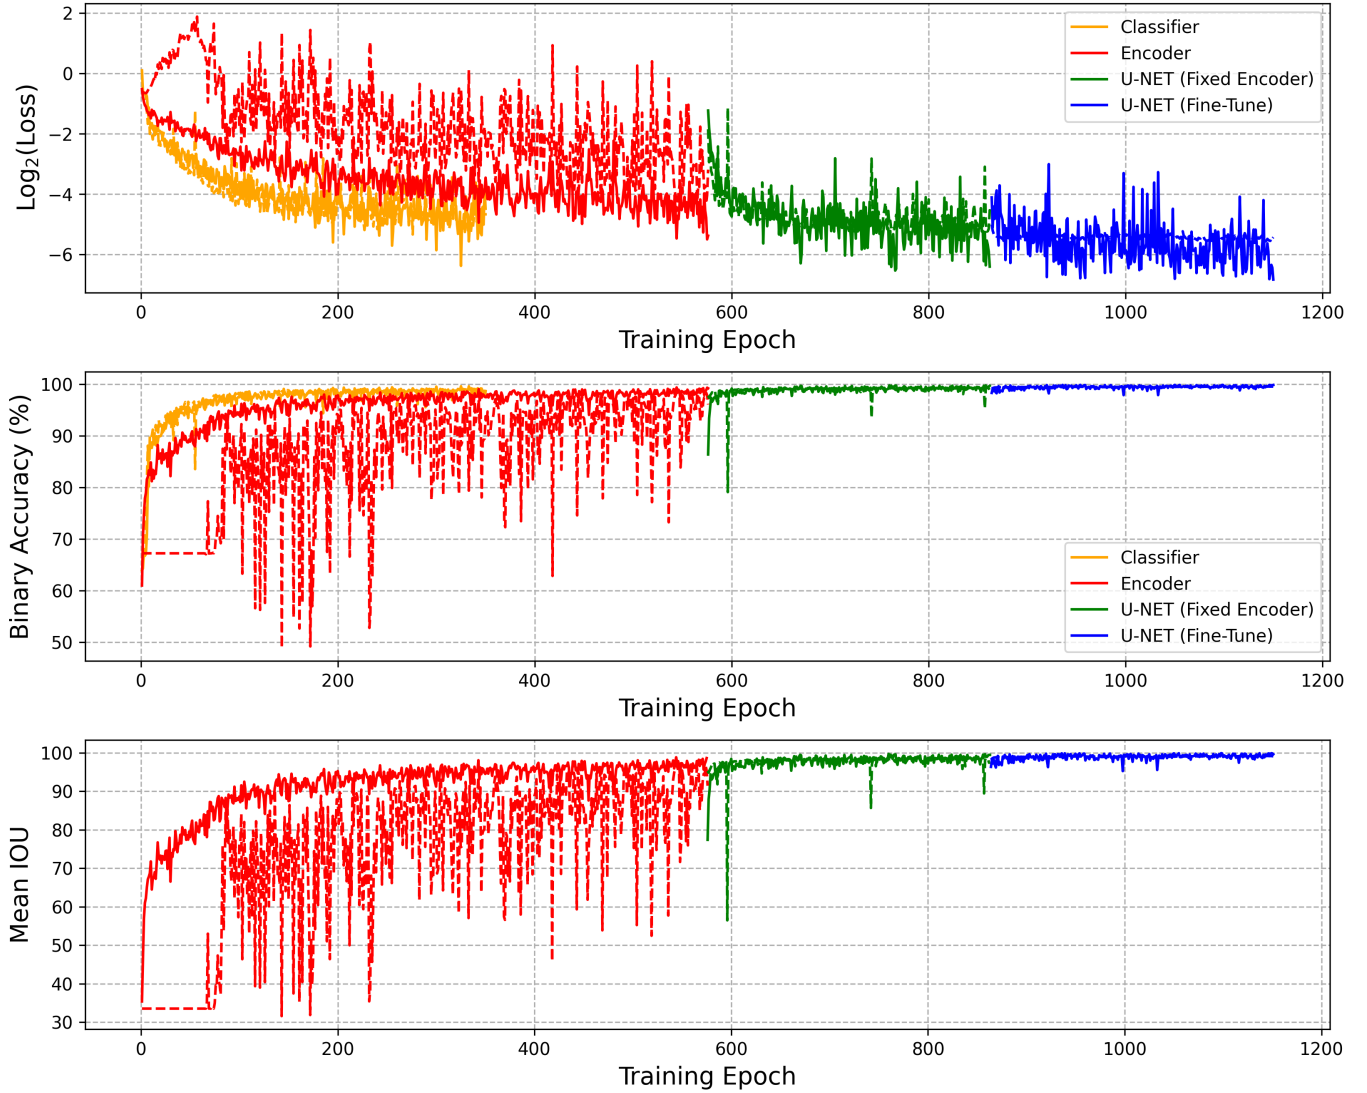 2
0
−2
−4
−6
Log2(Loss)
0 200 400 600 800 1000 1200
Training Epoch
Classifier
Encoder
U-NET (Fixed Encoder)
U-NET (Fine-Tune)
100
90
80
70
60
50
Binary Accuracy (%)
0 200 400 600 800 1000 1200
Training Epoch
Classifier
Encoder
U-NET (Fixed Encoder)
U-NET (Fine-Tune)
100
90
80
70
60
50
40
30
Mean IOU
0 200 400 600 800 1000 1200
Training Epoch